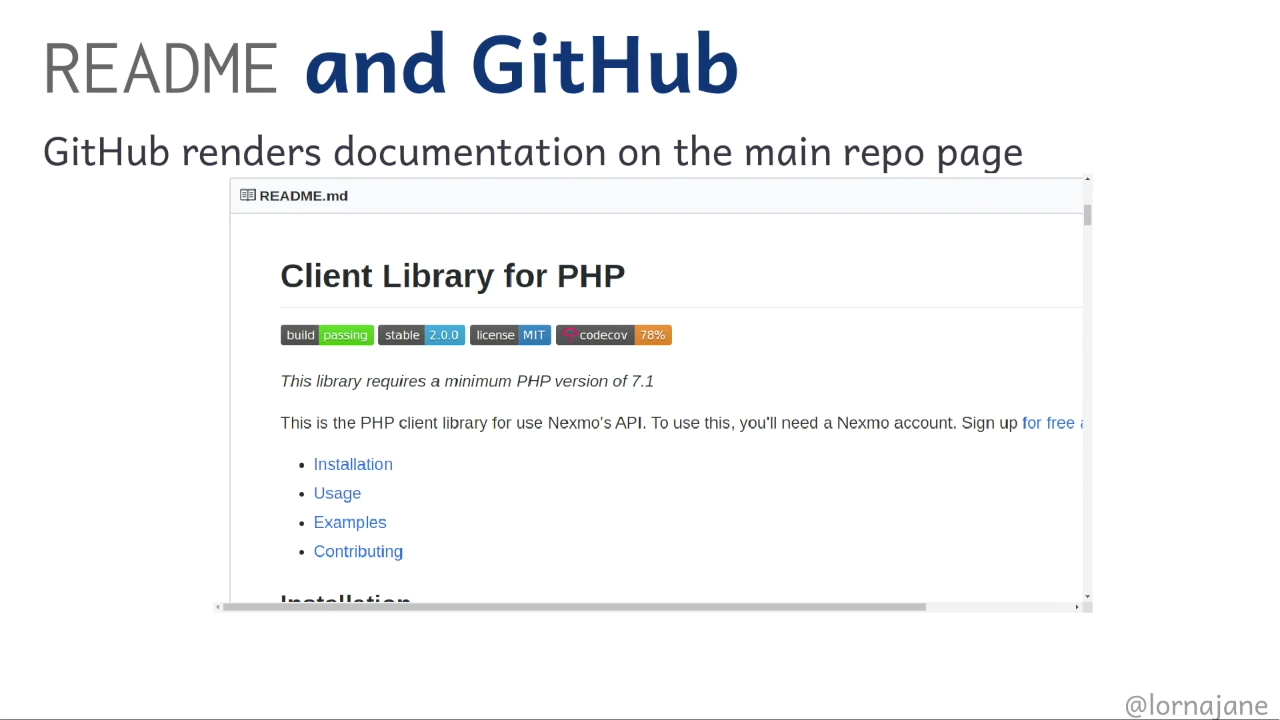 README and GitHub
GitHub renders documentation on the main repo page
README.md
Client Library for PHP
build passing stable 2.0.0 license MIT codecov 78%
This library requires a minimum PHP version of 7.1
This is the PHP client library for use Nexmo's API. To use this, you'll need a Nexmo account. Sign up for free a
Installation
Usage
Examples
Contributing
Installation
@lornajane